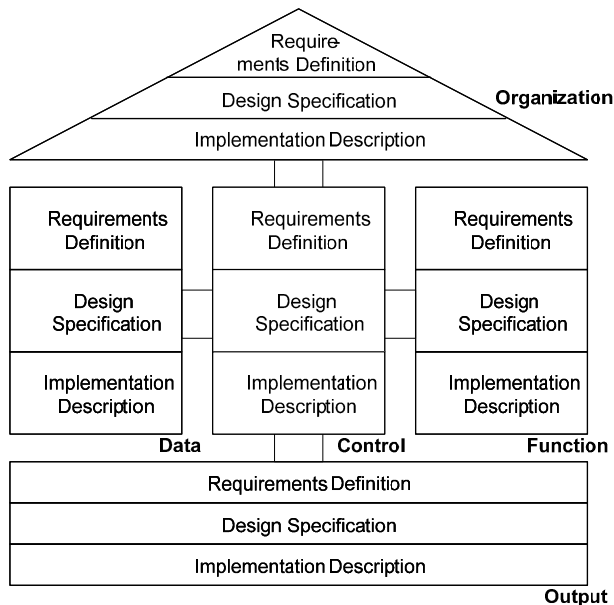 Require-
ments Definition
Design Specification
Organization
Implementation Description
Requirements
Definition
Requirements
Definition
Requirements
Definition
Design
Specification
Design
Specification
Design
Specification
Implementation
Description
Implementation
Description
Implementation
Description
Data
Control
Function
Requirements Definition
Design Specification
Implementation Description
Output